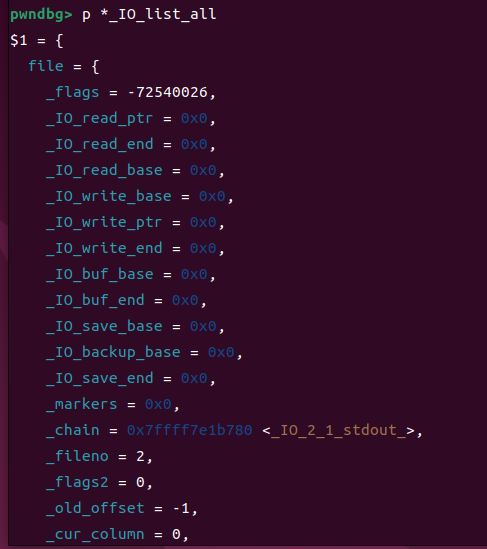 pwndbg> p *_IO_list_all
$1 = {
  file = {
    _flags = -72540026,
    _IO_read_ptr = 0x0,
    _IO_read_end = 0x0,
    _IO_read_base = 0x0,
    _IO_write_base = 0x0,
    _IO_write_ptr = 0x0,
    _IO_write_end = 0x0,
    _IO_buf_base = 0x0,
    _IO_buf_end = 0x0,
    _IO_save_base = 0x0,
    _IO_backup_base = 0x0,
    _IO_save_end = 0x0,
    _markers = 0x0,
    _chain = 0x7ffff7e1b780 <_IO_2_1_stdout_>,
    _fileno = 2,
    _flags2 = 0,
    _old_offset = -1,
    _cur_column = 0,